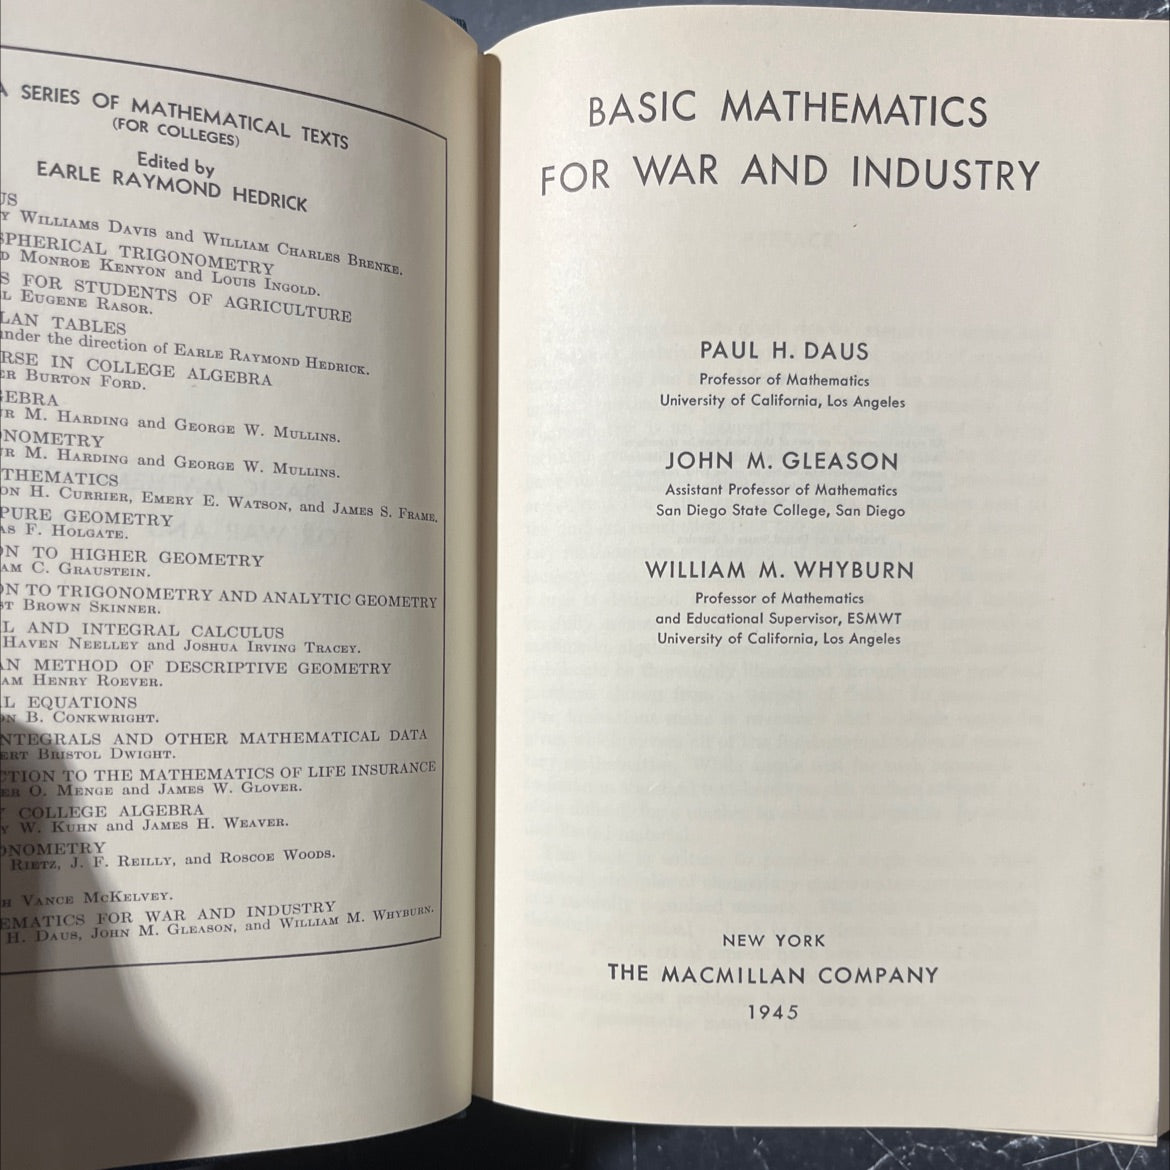 A SERIES OF MATHEMATICAL TEXTS
(FOR COLLEGES)
Edited by
EARLE RAYMOND HEDRICK
US
Y WILLIAMS DAVIS and WILLIAM CHARLES BRENKE.
SPHERICAL TRIGONOMETRY
D MONROE KENYON and LOUIS INGOLD.
S FOR STUDENTS OF AGRICULTURE
L EUGENE RASOR.
LAN TABLES
nder the direction of EARLE RAYMOND HEDRICK.
RSE IN COLLEGE ALGEBRA
ER BURTON FORD.
GEBRA
UR M. HARDING and GEORGE W. MULLINS.
ONOMETRY
UR M. HARDING and GEORGE W. MULLINS.
THEMATICS
ON H. CURRIER, EMERY E. WATSON, and JAMES S. FRAME.
PURE GEOMETRY
AS F. HOLGATE.
ON TO HIGHER GEOMETRY
AM C. GRAUSTEIN.
ON TO TRIGONOMETRY AND ANALYTIC GEOMETRY
ST BROWN SKINNER.
L AND INTEGRAL CALCULUS
HAVEN NEELLEY and JOSHUA IRVING TRACEY.
AN METHOD OF DESCRIPTIVE GEOMETRY
AM HENRY ROEVER.
L EQUATIONS
ON B. CONKWRIGHT.
NTEGRALS AND OTHER MATHEMATICAL DATA
ERT BRISTOL DWIGHT.
CTION TO THE MATHEMATICS OF LIFE INSURANCE
ER O. MENGE and JAMES W. GLOVER.
Y COLLEGE ALGEBRA
Y W. KUHN and JAMES H. WEAVER.
ONOMETRY
RIETZ, J. F. REILLY, and ROSCOE WOODS.
H VANCE MCKELVEY.
EMATICS FOR WAR AND INDUSTRY
H. DAUS, JOHN M. GLEASON, and WILLIAM M. WHYBURN.
BASIC MATHEMATICS
FOR WAR AND INDUSTRY
PAUL H. DAUS
Professor of Mathematics
University of California, Los Angeles
JOHN M. GLEASON
Assistant Professor of Mathematics
San Diego State College, San Diego
WILLIAM M. WHYBURN
Professor of Mathematics
and Educational Supervisor, ESMWT
University of California, Los Angeles
NEW YORK
THE MACMILLAN COMPANY
1945